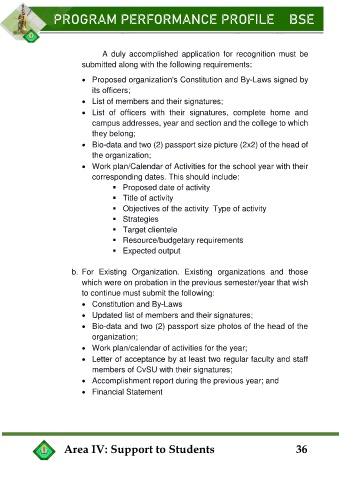 PROGRAM PERFORMANCE PROFILE BSE
A duly accomplished application for recognition must be
submitted along with the following requirements:
• Proposed organization's Constitution and By-Laws signed by
its officers;
• List of members and their signatures;
• List of officers with their signatures, complete home and
campus addresses, year and section and the college to which
they belong;
• Bio-data and two (2) passport size picture (2x2) of the head of
the organization;
• Work plan/Calendar of Activities for the school year with their
corresponding dates. This should include:
▪ Proposed date of activity
▪ Title of activity
▪ Objectives of the activity Type of activity
▪ Strategies
▪ Target clientele
▪ Resource/budgetary requirements
▪ Expected output
b. For Existing Organization. Existing organizations and those
which were on probation in the previous semester/year that wish
to continue must submit the following:
• Constitution and By-Laws
• Updated list of members and their signatures;
• Bio-data and two (2) passport size photos of the head of the
organization;
• Work plan/calendar of activities for the year;
• Letter of acceptance by at least two regular faculty and staff
members of CvSU with their signatures;
• Accomplishment report during the previous year; and
• Financial Statement
Area IV: Support to Students 36